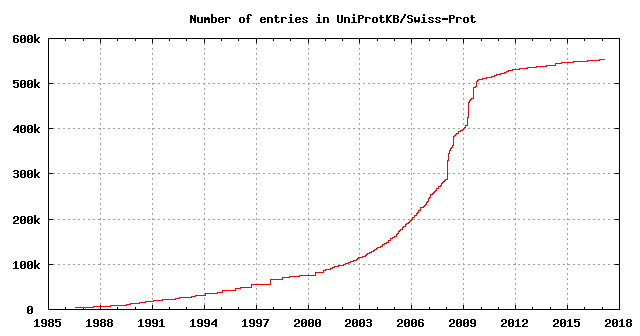 Number of entries in UniProtKB/Swiss-Prot
600k
500k
400k
300k
200k
100k
0
1985 1988 1991 1994 1997 2000 2003 2006 2009 2012 2015 2018